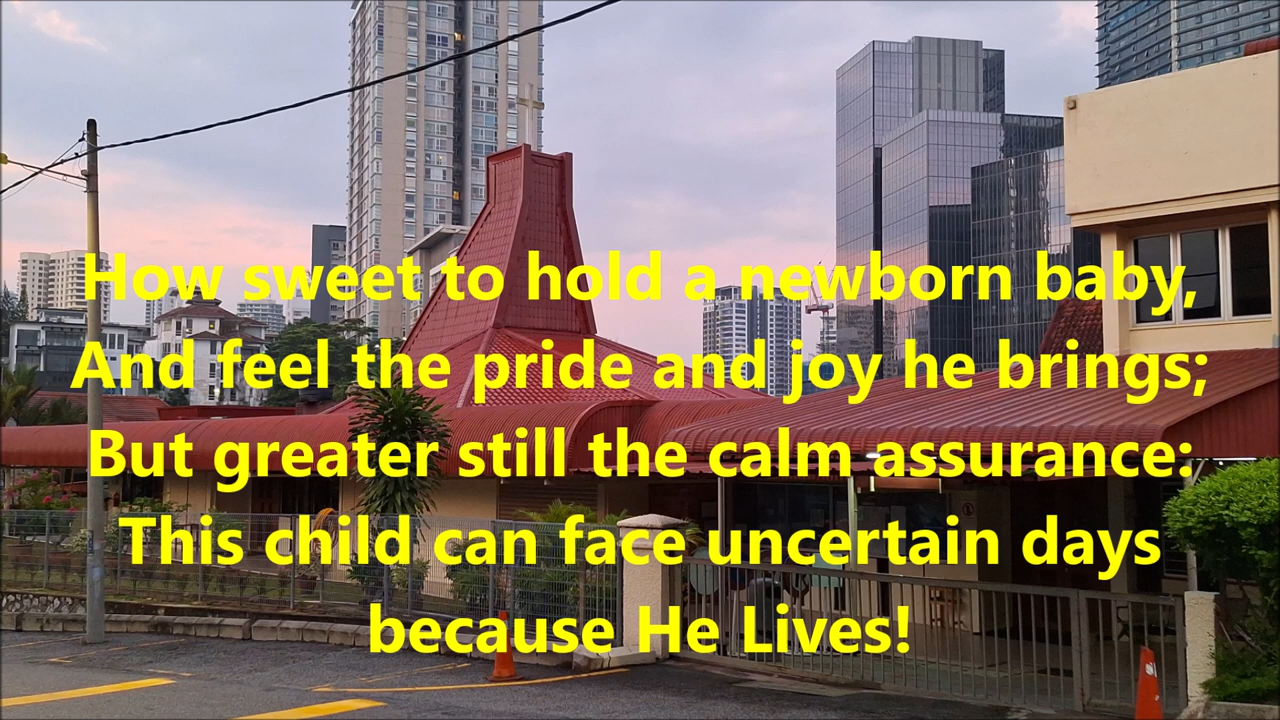 How sweet to hold a newborn baby,
And feel the pride and joy he brings;
But greater still the calm assurance:
This child can face uncertain days
because He Lives!